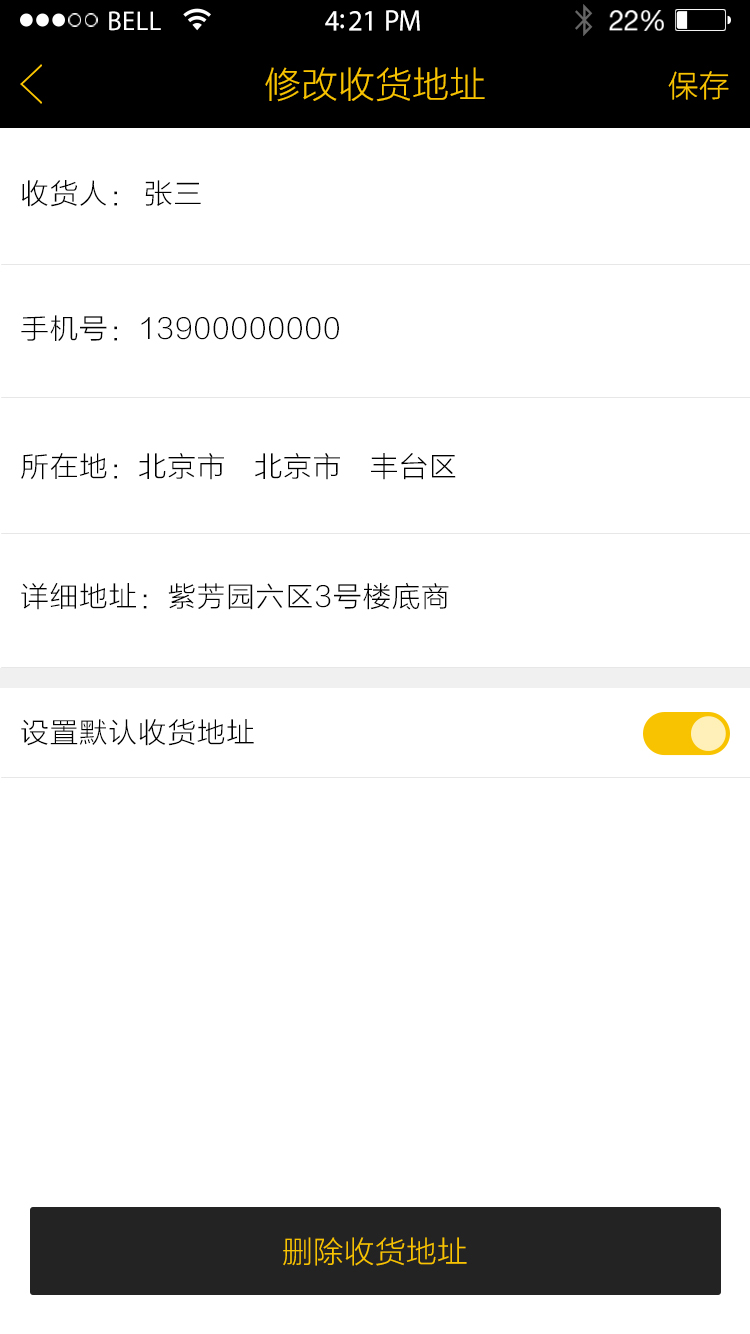 BELL 4:21 PM 22%
修改收货地址 保存
收货人： 张三
手机号：13900000000
所在地：北京市 北京市 丰台区
详细地址：紫芳园六区3号楼底商
设置默认收货地址
删除收货地址